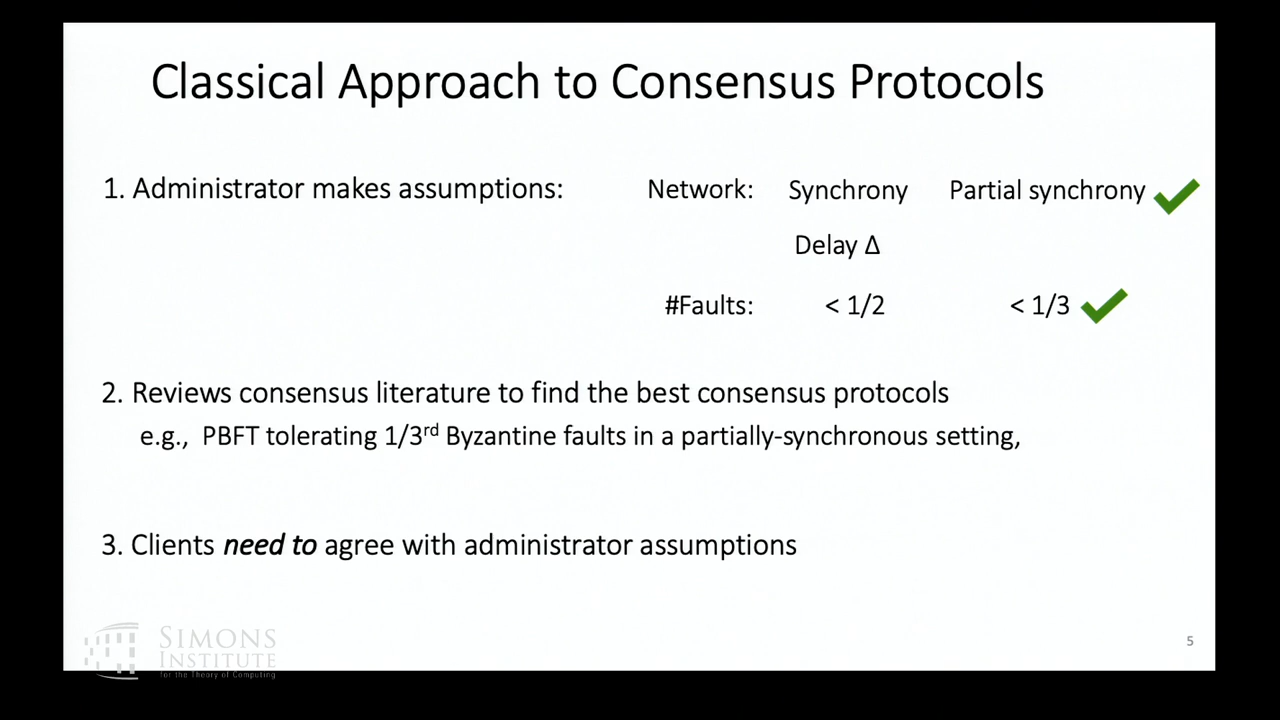 Classical Approach to Consensus Protocols
1. Administrator makes assumptions: Network: Synchrony Partial synchrony
Delay Δ
#Faults: < 1/2 < 1/3
2. Reviews consensus literature to find the best consensus protocols
e.g., PBFT tolerating 1/3rd Byzantine faults in a partially-synchronous setting,
3. Clients need to agree with administrator assumptions
SIMONS
INSTITUTE
for the Theory of Computing
5